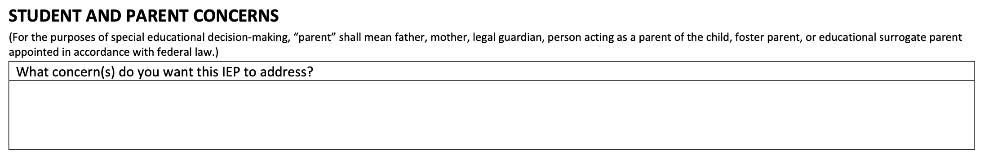 STUDENT AND PARENT CONCERNS
(For the purposes of special educational decision-making, “parent” shall mean father, mother, legal guardian, person acting as a parent of the child, foster parent, or educational surrogate parent
appointed in accordance with federal law.)
What concern(s) do you want this IEP to address?